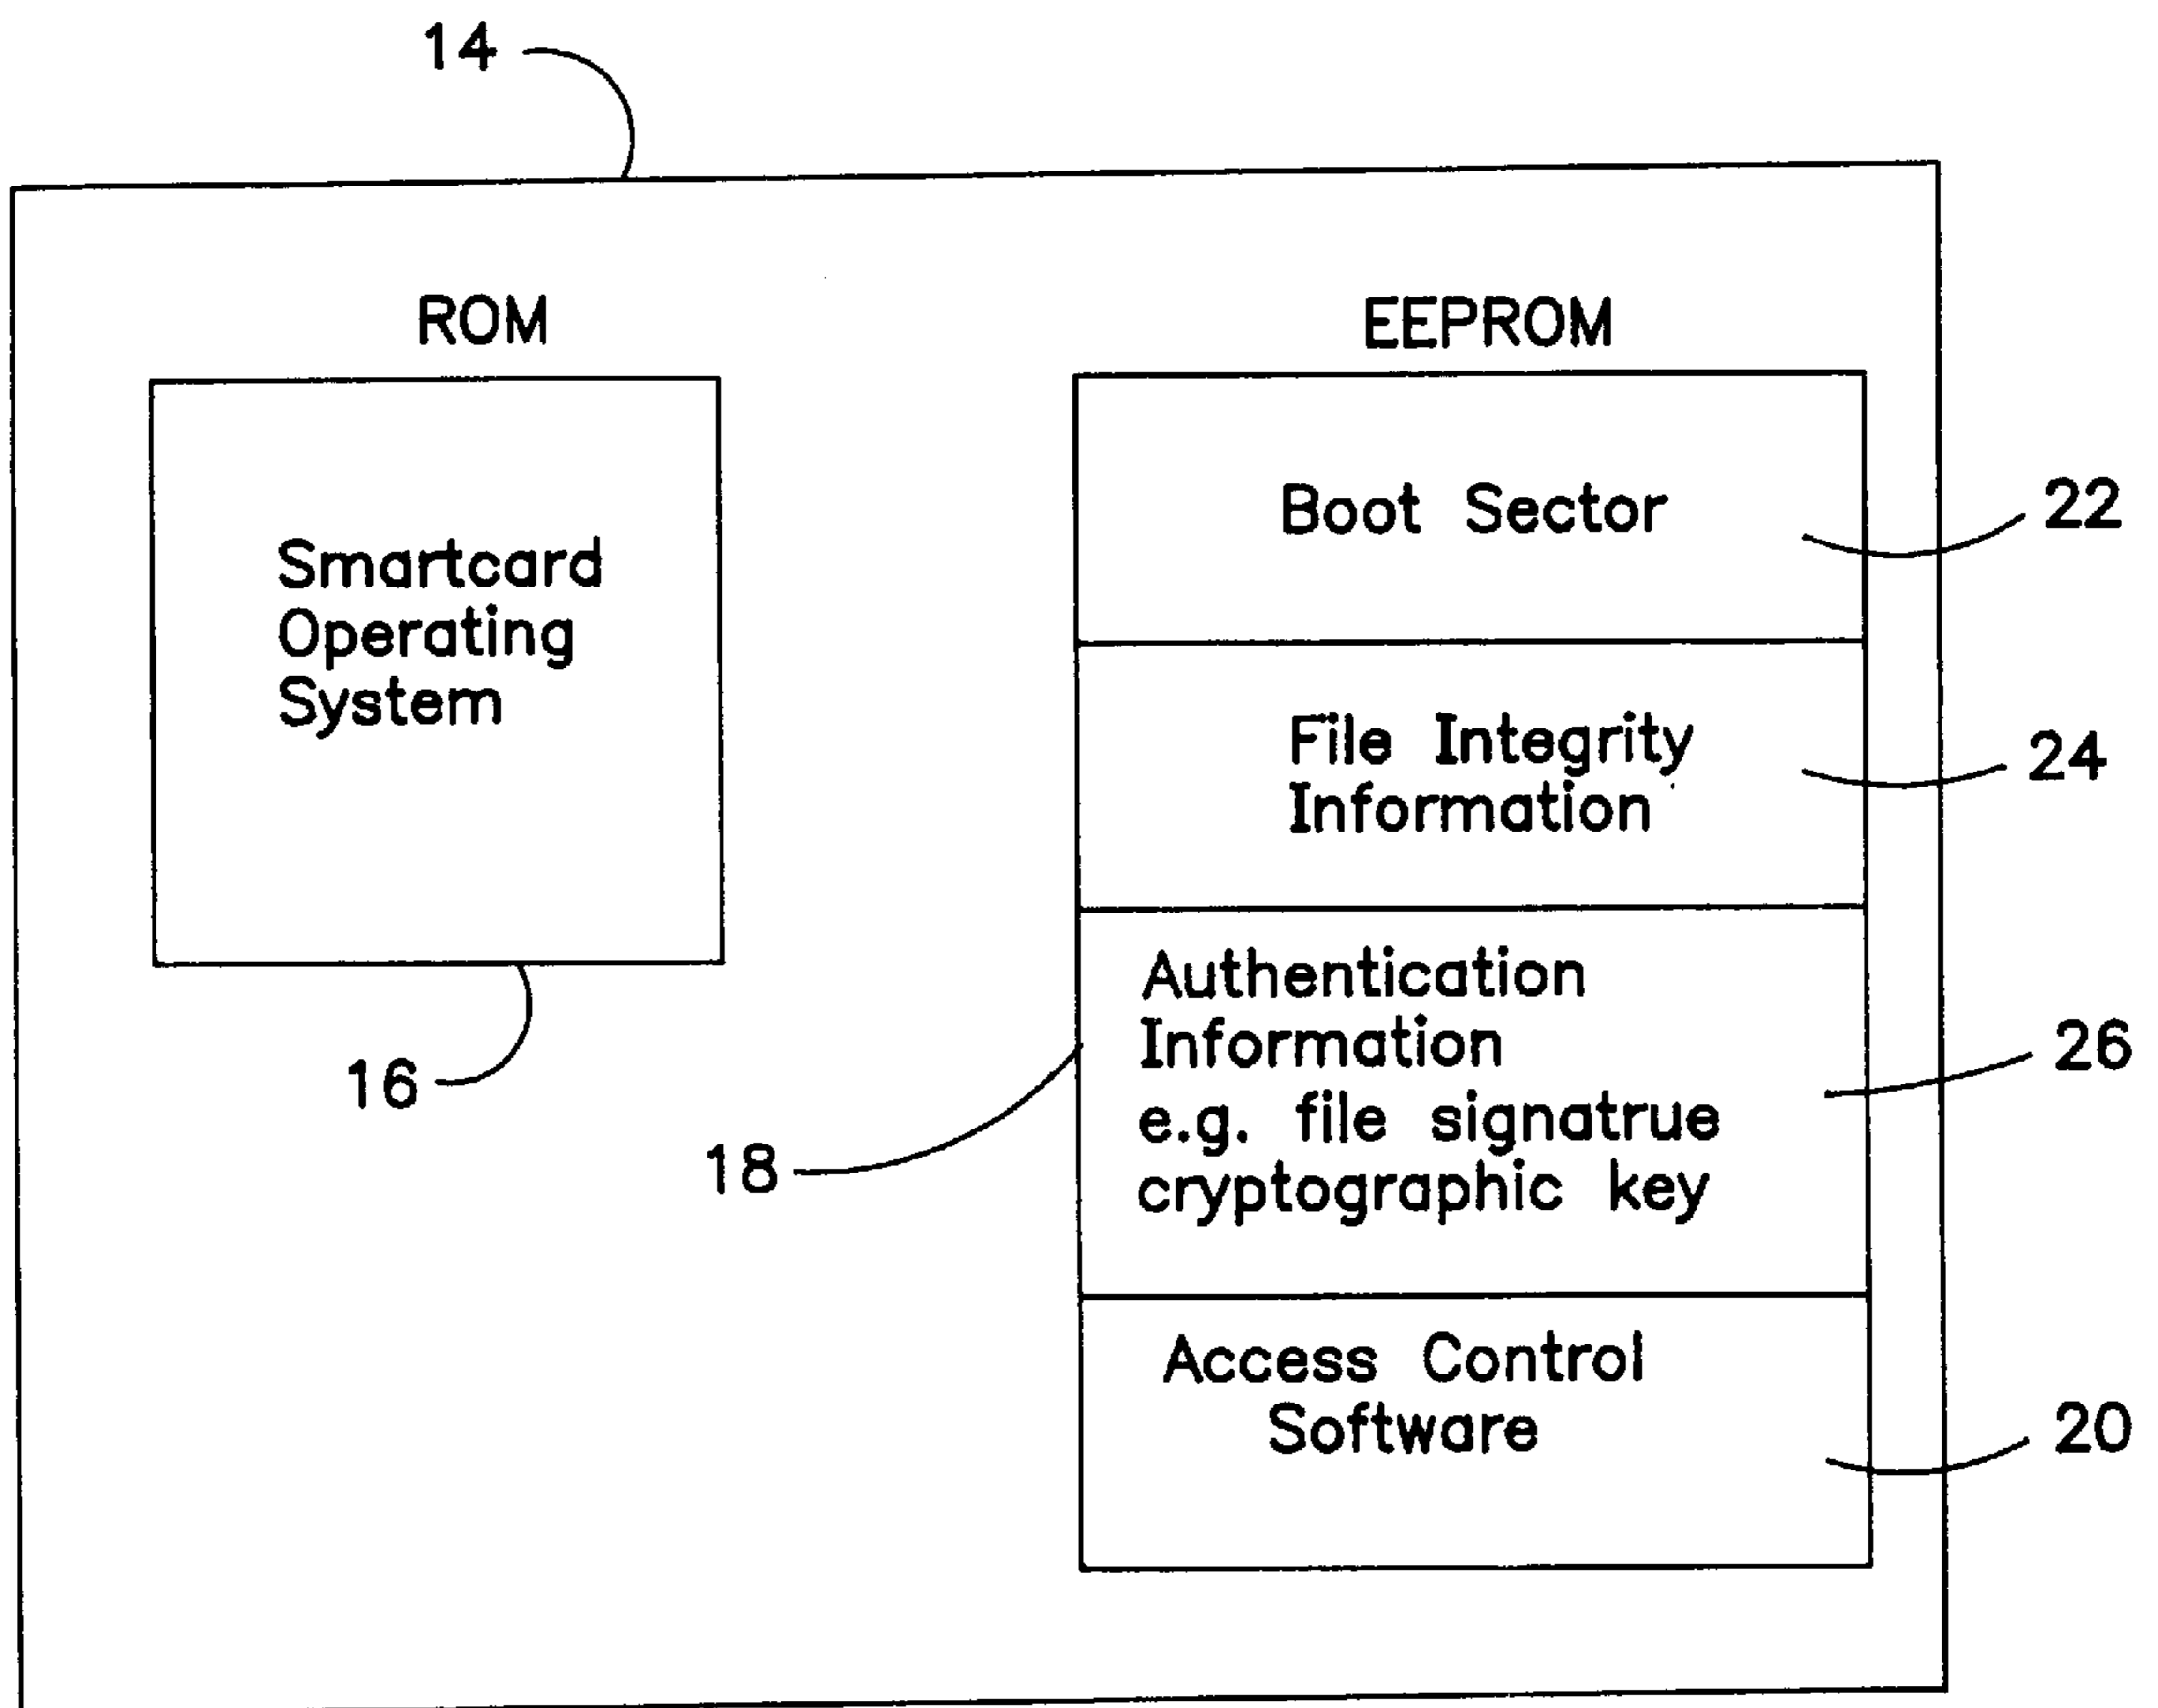 14
ROM
EEPROM
Smartcard
Operating
System
16
18
Boot Sector
22
File Integrity
Information
24
Authentication
Information
e.g. file signatrue
cryptographic key
26
Access Control
Software
20